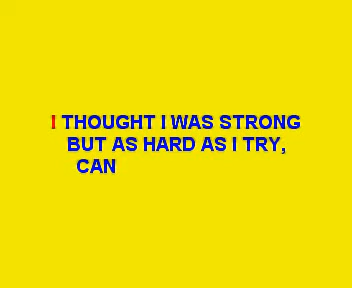 I THOUGHT I WAS STRONG
BUT AS HARD AS I TRY,
CAN